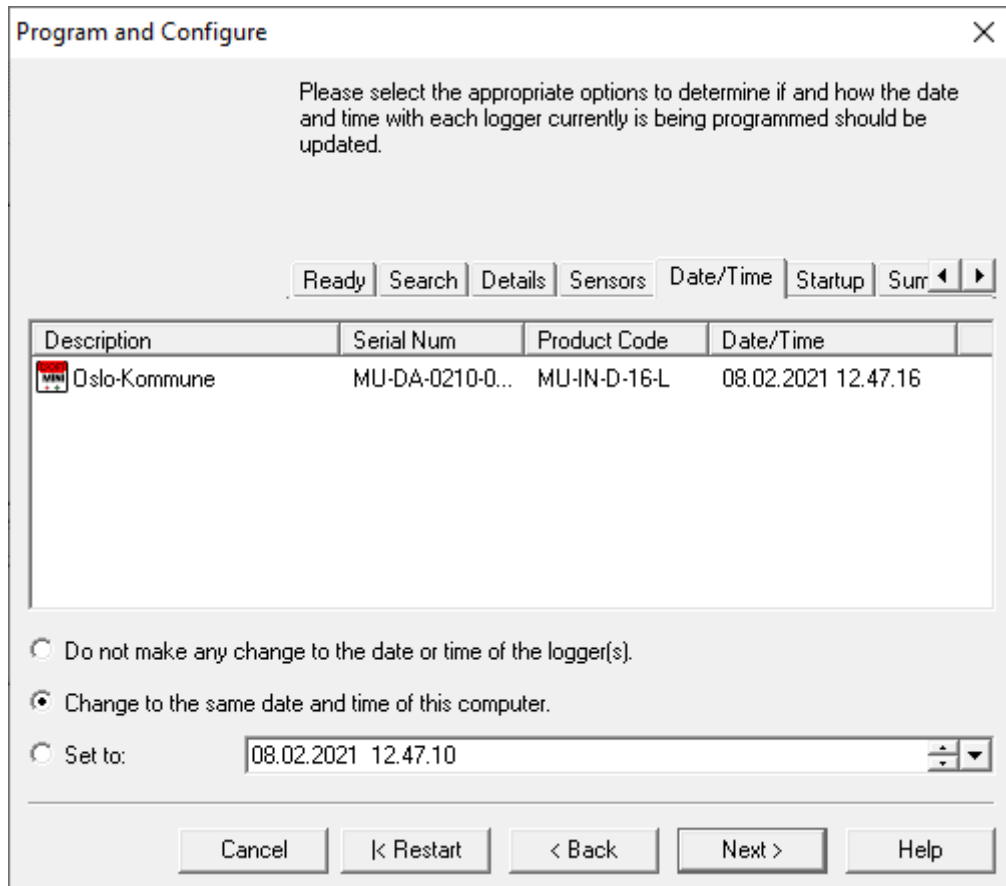 Program and Configure
Please select the appropriate options to determine if and how the date
and time with each logger currently is being programmed should be
updated.
Ready Search Details Sensors Date/Time Startup Sum
Description Serial Num Product Code Date/Time
MINI Oslo-Kommune MU-DA-0210-0... MU-IN-D-16-L 08.02.2021 12.47.16
Do not make any change to the date or time of the logger(s).
Change to the same date and time of this computer.
Set to: 08.02.2021 12.47.10
Cancel |< Restart < Back Next > Help